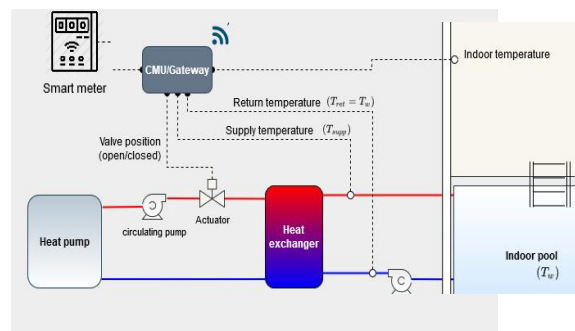 Indoor temperature
CMU/Gateway
Smart meter
Return temperature (T_ret = T_w)
Supply temperature (T_supp)
Valve position
(open/closed)
Actuator
circulating pump
Heat pump
Heat
exchanger
Indoor pool
(T_w)
C
C